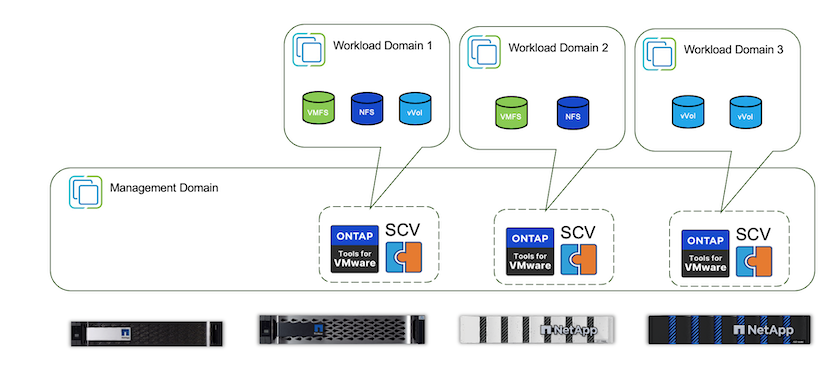 Workload Domain 1
Workload Domain 2
Workload Domain 3
VMFS
NFS
vVol
VMFS
NFS
vVol
vVol
Management Domain
ONTAP
Tools for
VMware
SCV
ONTAP
Tools for
VMware
SCV
ONTAP
Tools for
VMware
SCV
NetApp
NetApp